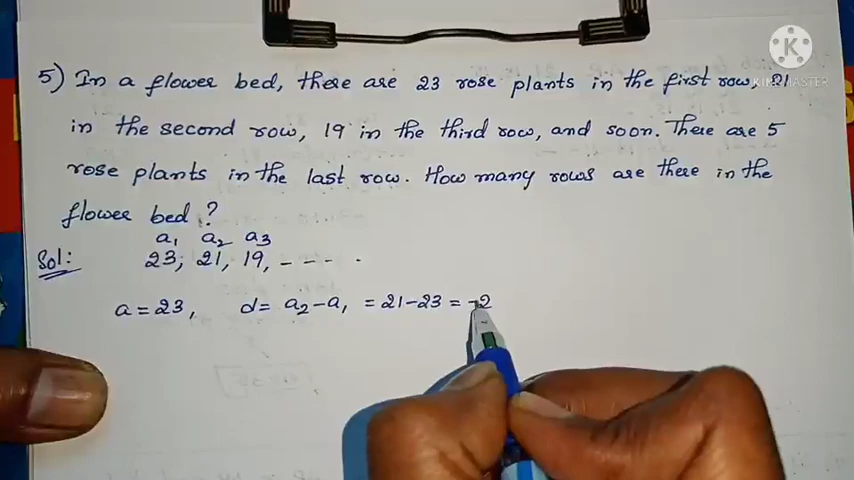 5) In a flower bed, there are 23 rose plants in the first row, 21
in the second row, 19 in the third row, and soon. There are 5
rose plants in the last row. How many rows are there in the
flower bed?
a₁ a₂ a₃
Sol: 23, 21, 19, - - - - .
a = 23, d = a₂ - a₁ = 21 - 23 = -2
K
KINEMASTER